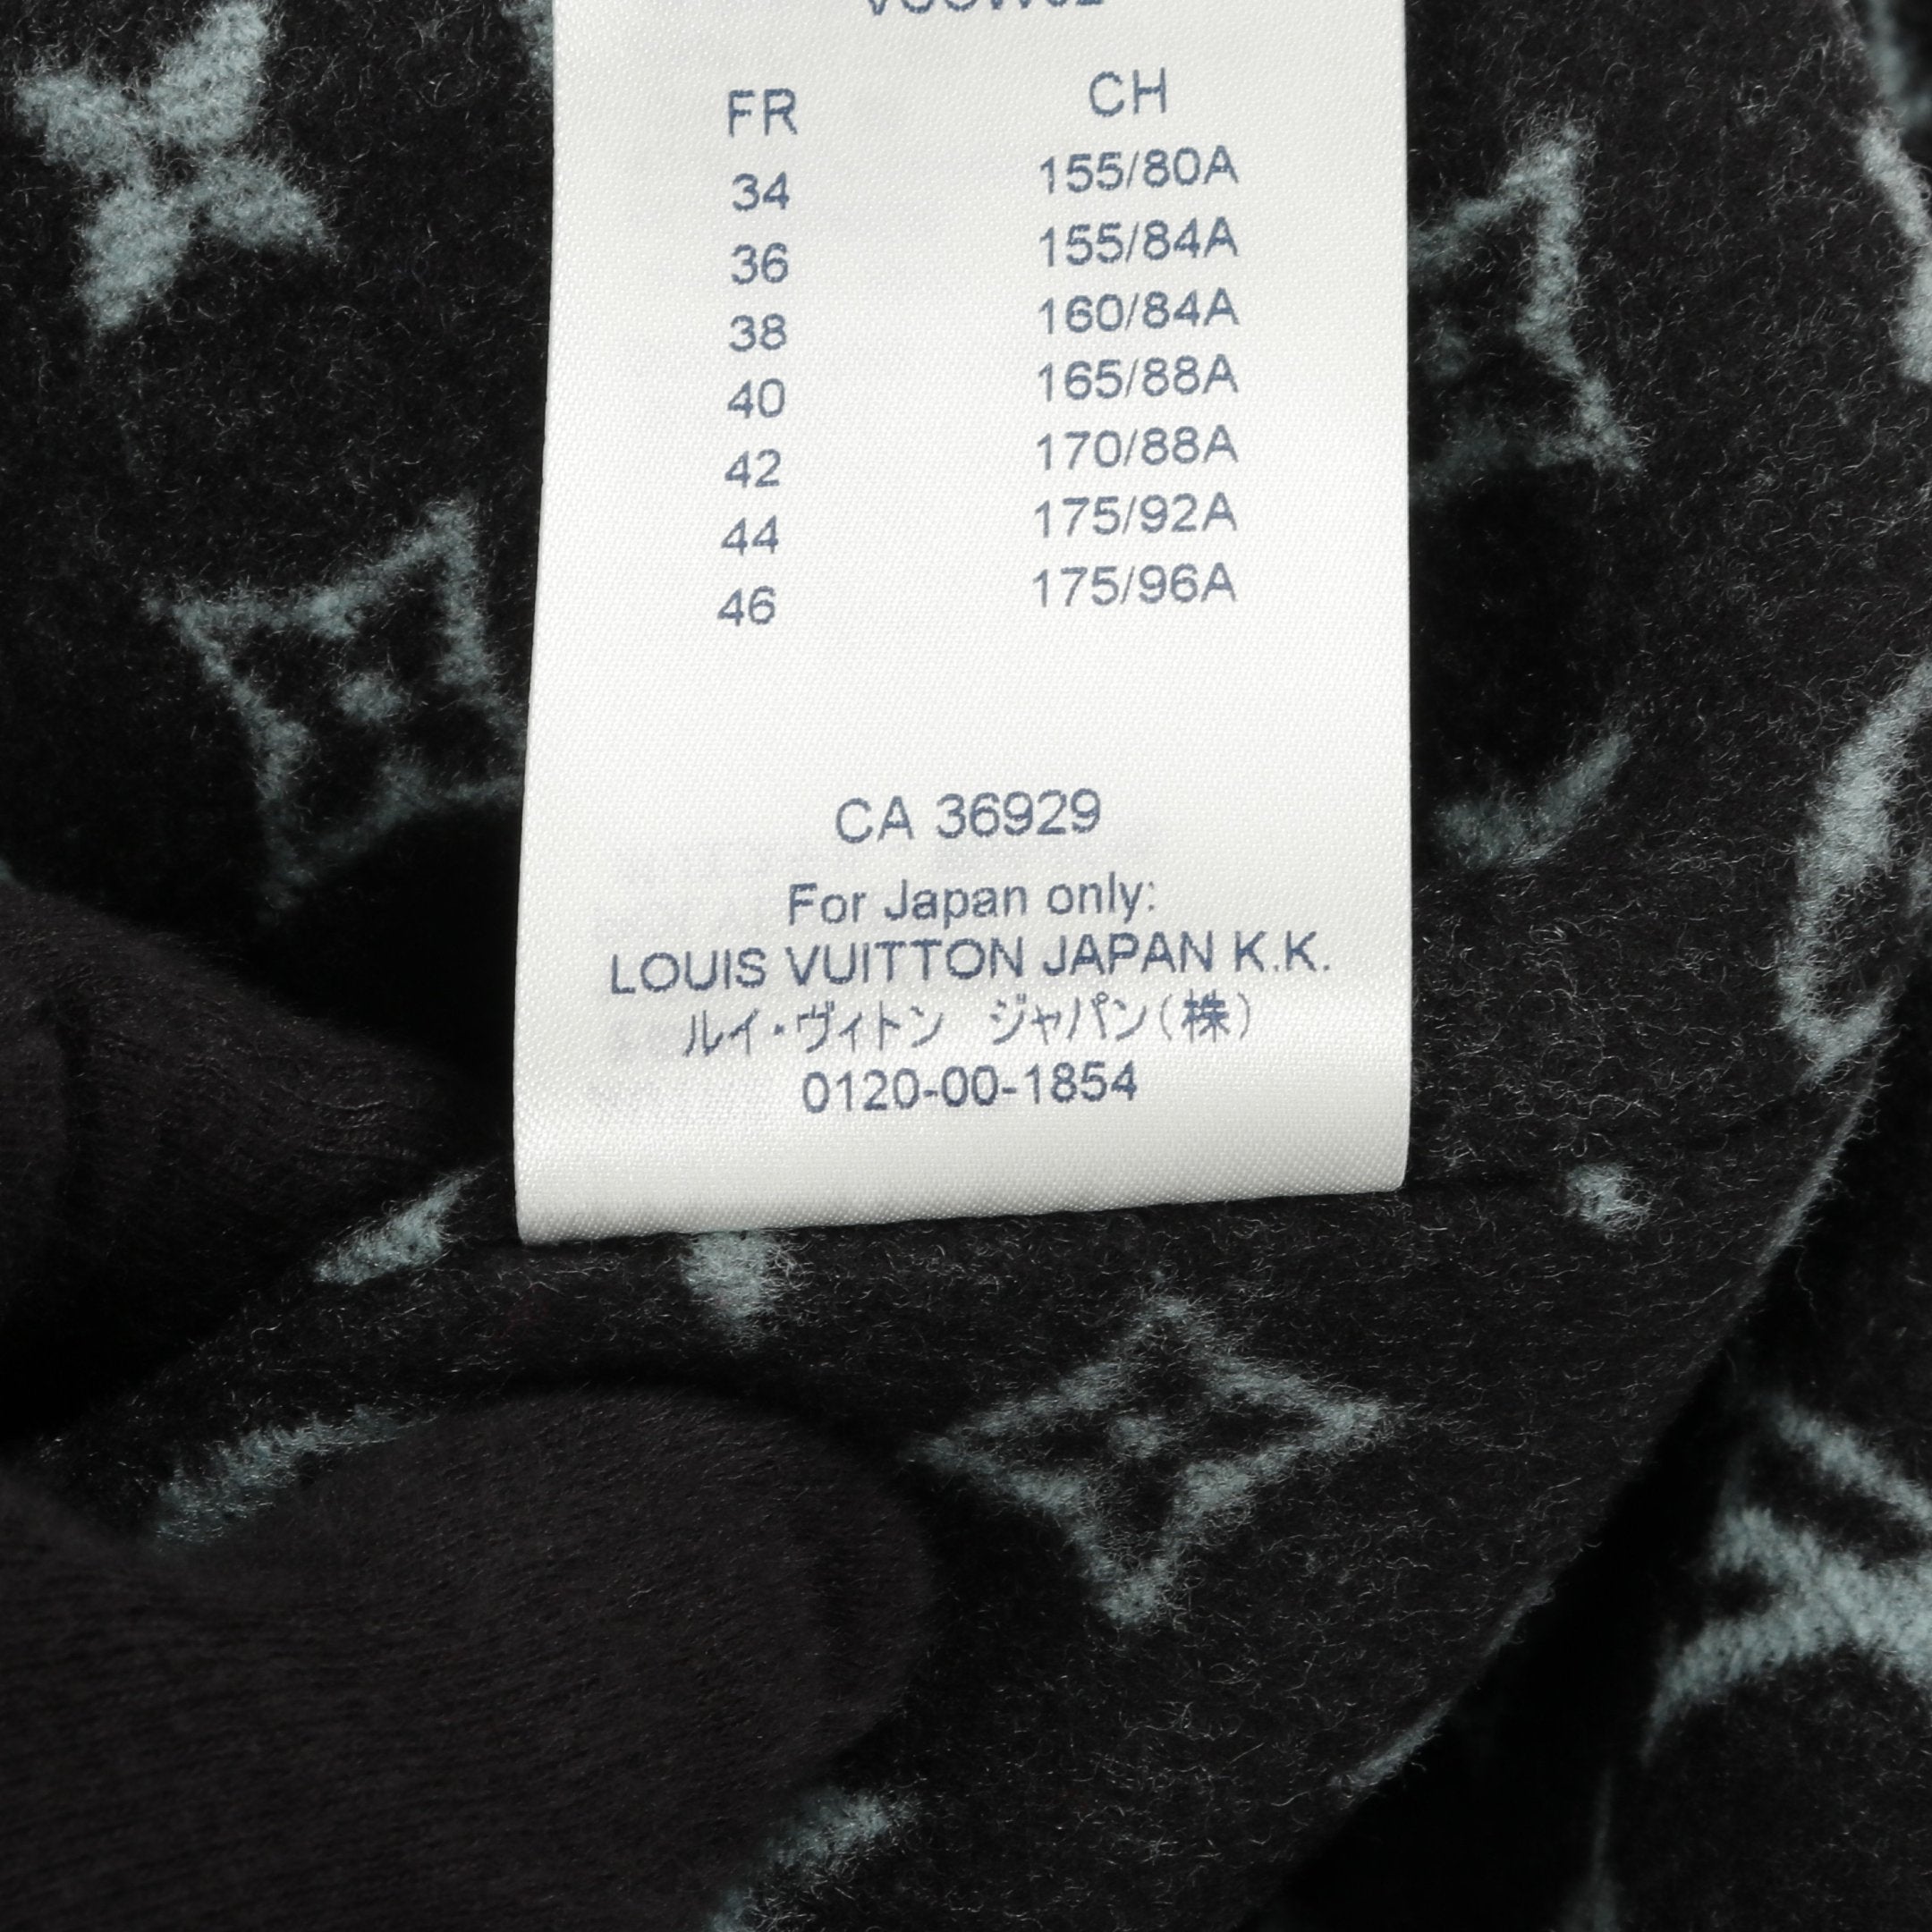 FR CH
34 155/80A
36 155/84A
38 160/84A
40 165/88A
42 170/88A
44 175/92A
46 175/96A
CA 36929
For Japan only:
LOUIS VUITTON JAPAN K.K.
ルイ・ヴィトン ジャパン(株)
0120-00-1854